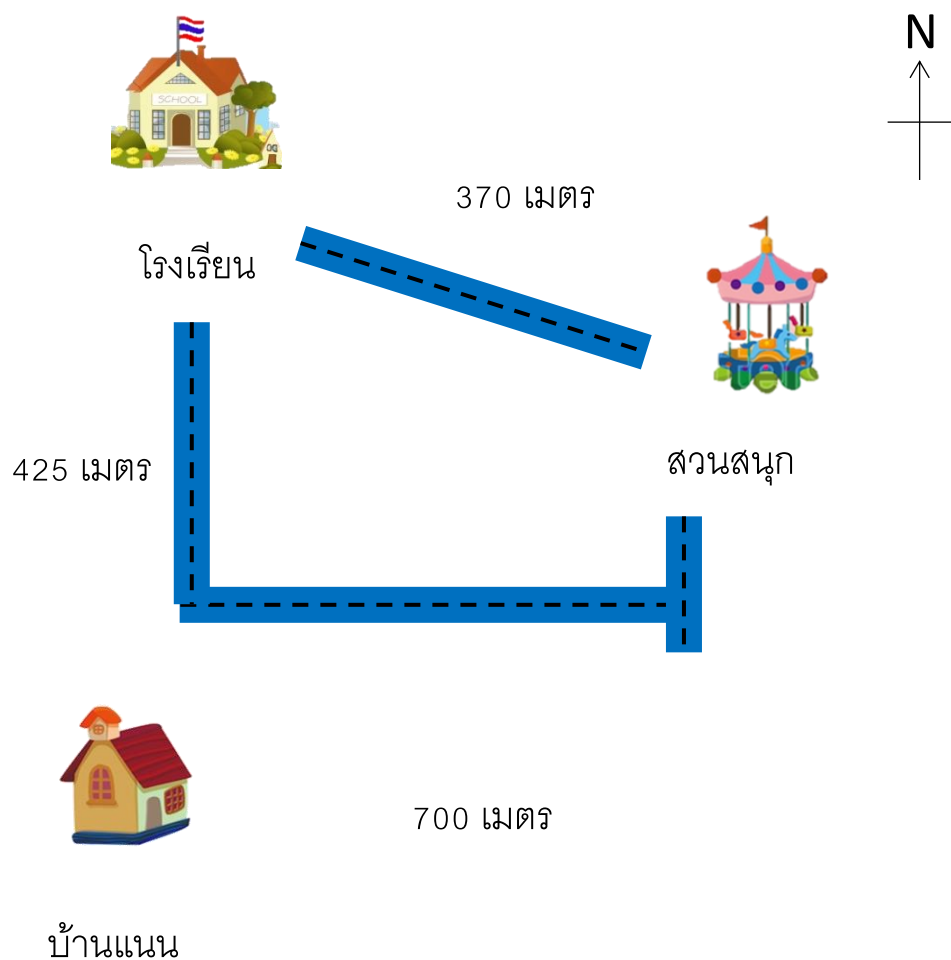 N
SCHOOL
370 เมตร
โรงเรียน
425 เมตร
สวนสนุก
700 เมตร
บ้านแนน